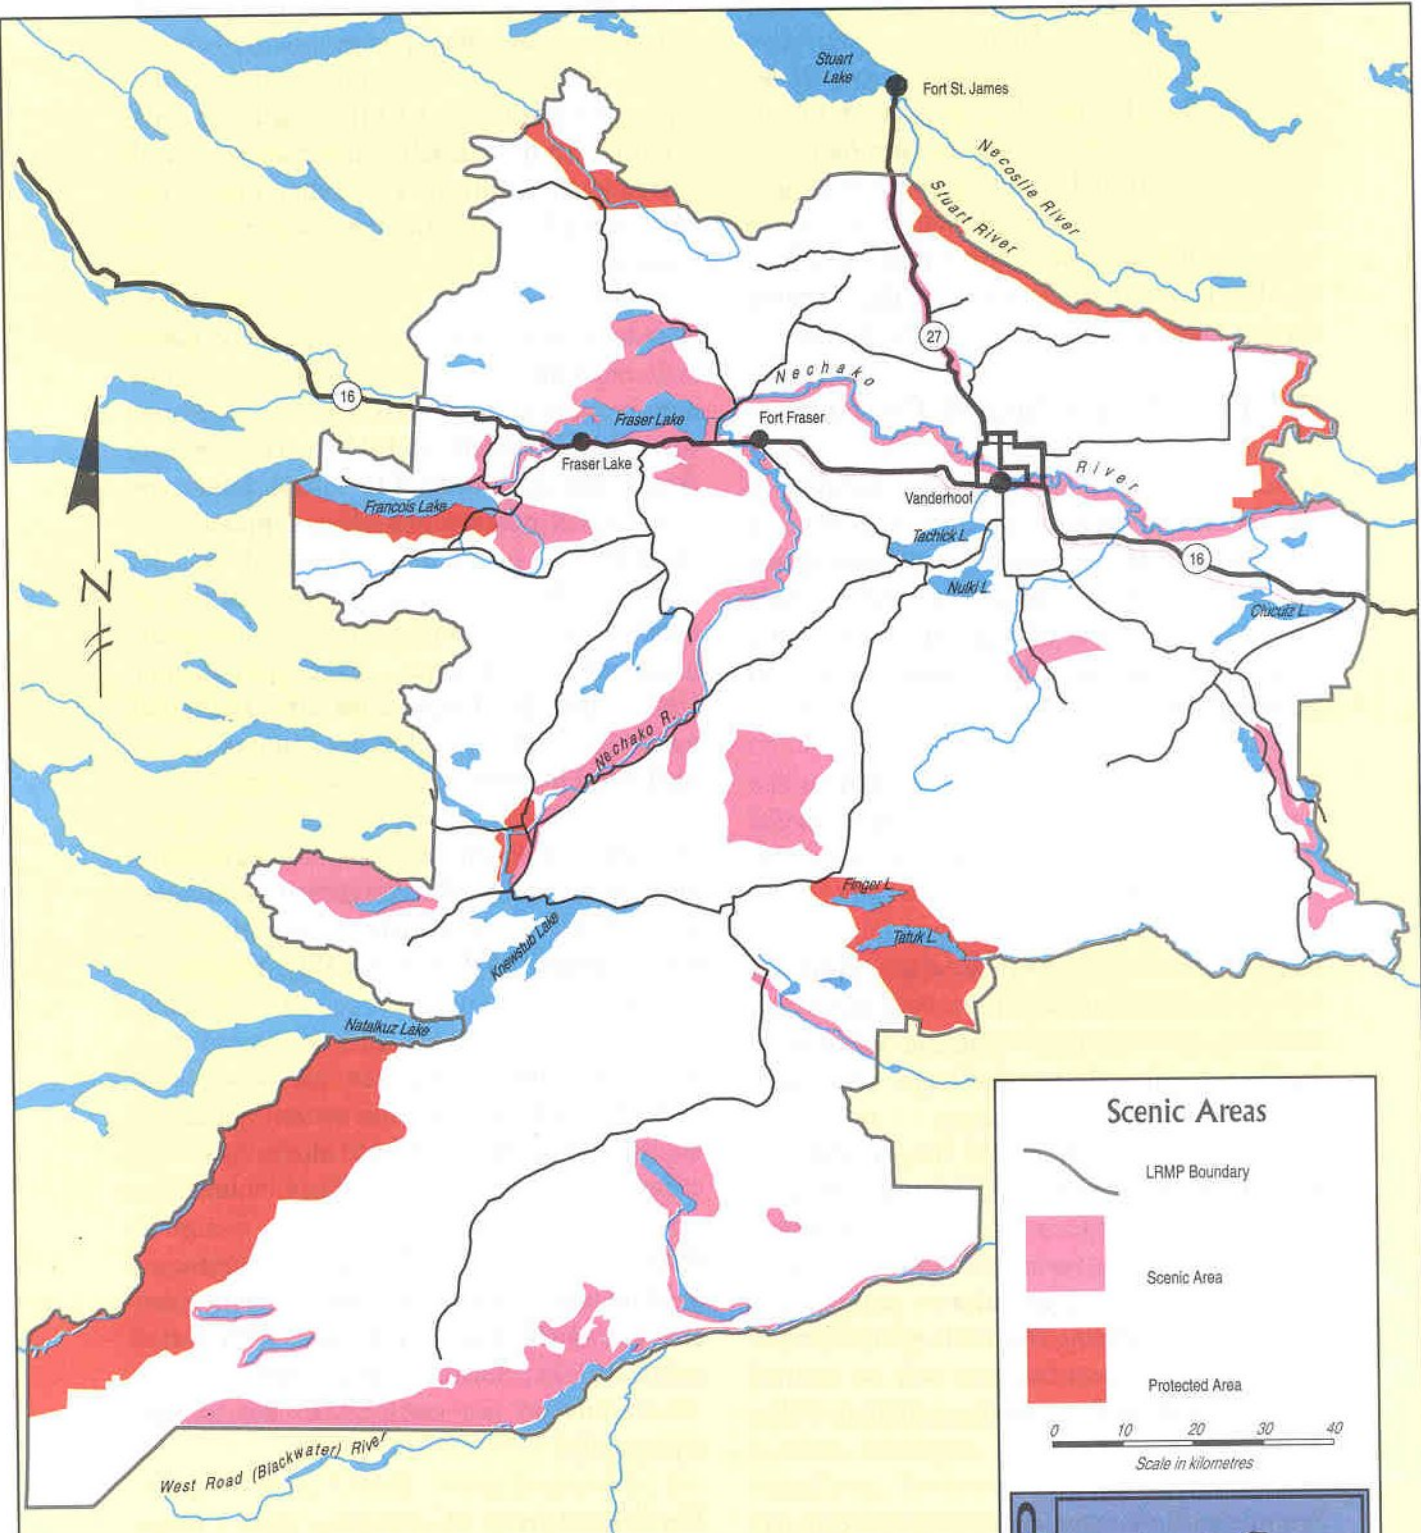 Stuart
Lake
Fort St. James
Necoslie River
Stuart River
27
16
Nechako
Fraser Lake
Fort Fraser
Fraser Lake
River
Vanderhoof
Francois Lake
Tachick L.
16
Nulki L.
Cluculz L.
N
Nechako R.
Finger L.
Tatuk L.
Knewstub Lake
Natalkuz Lake
Scenic Areas
LRMP Boundary
Scenic Area
Protected Area
0 10 20 30 40
Scale in kilometres
West Road (Blackwater) River